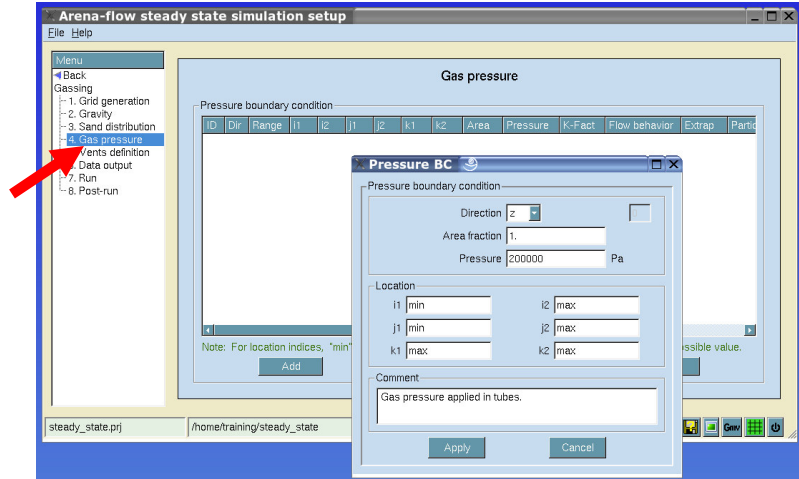 Arena-flow steady state simulation setup
File Help
Menu
Back
Gassing
1. Grid generation
2. Gravity
3. Sand distribution
4. Gas pressure
Vents definition
. Data output
7. Run
8. Post-run
Gas pressure
Pressure boundary condition
ID Dir Range i1 i2 j1 j2 k1 k2 Area Pressure K-Fact Flow behavior Extrap Partic
Note: For location indices, "min"
ssible value.
Add
Pressure BC
Pressure boundary condition
Direction z
Area fraction 1.
Pressure 200000 Pa
Location
i1 min i2 max
j1 min j2 max
k1 max k2 max
Comment
Gas pressure applied in tubes.
Apply Cancel
steady_state.prj /home/training/steady_state
Gmv